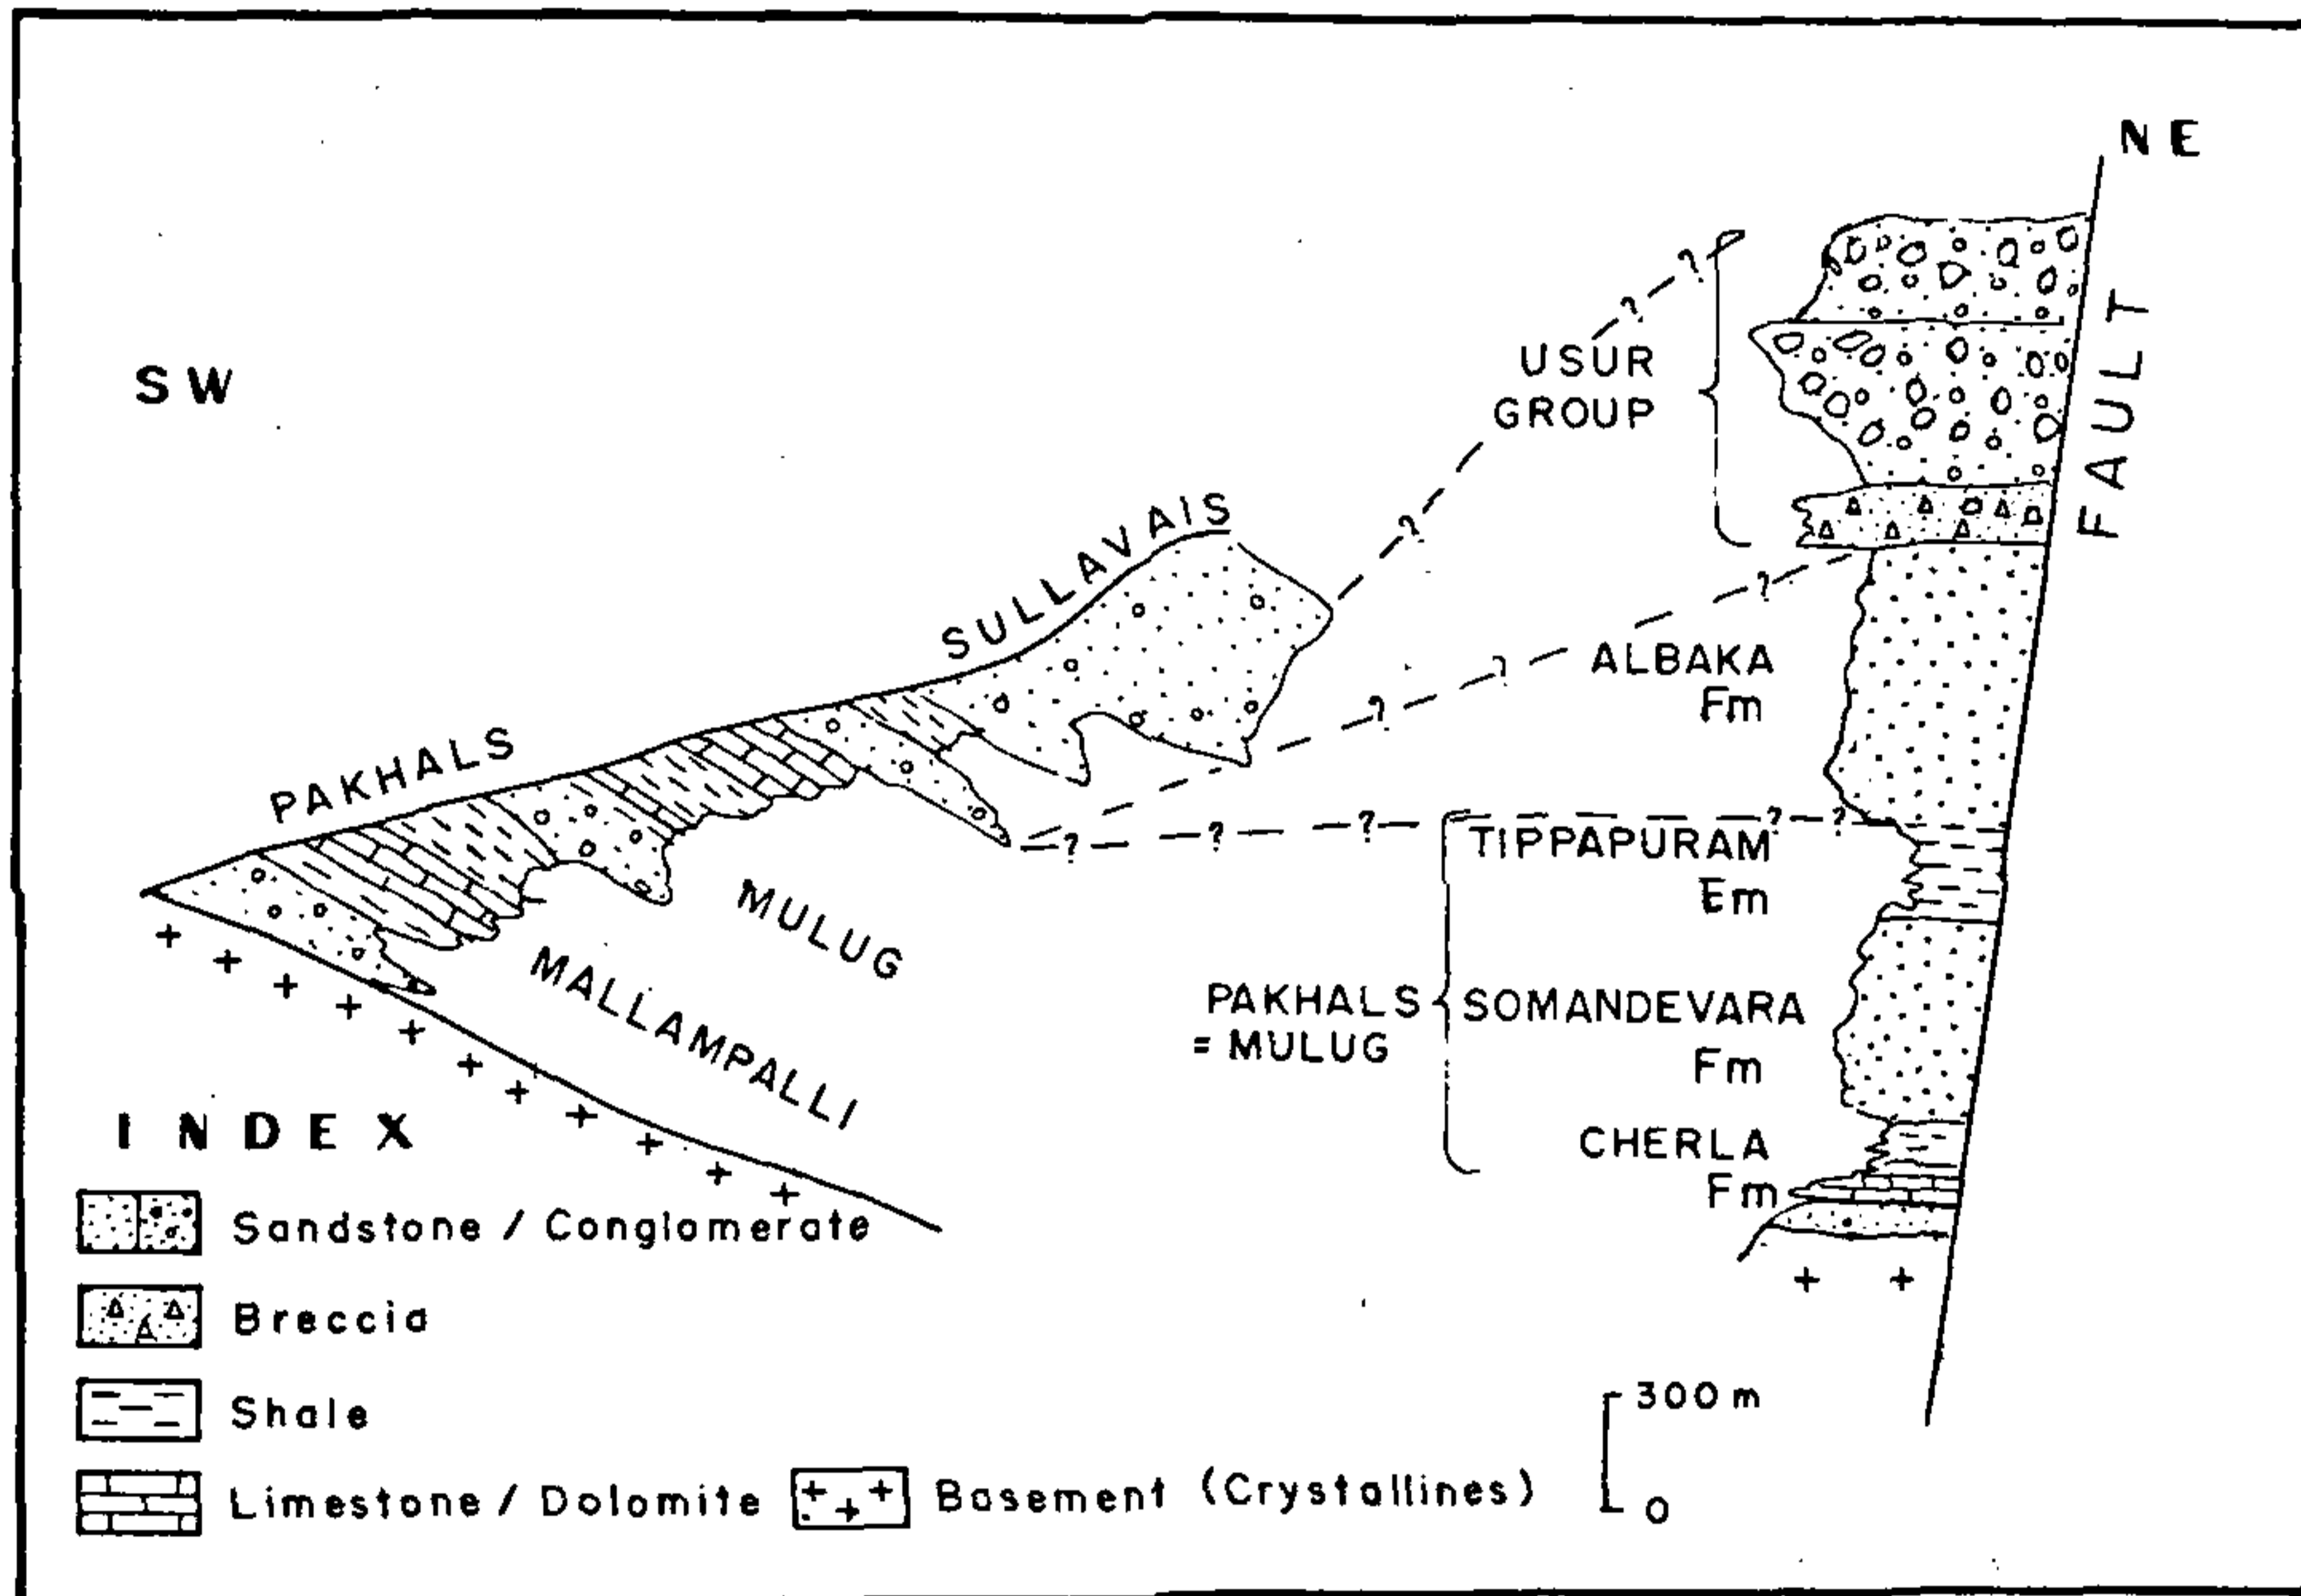 NE
SW
USUR
GROUP
FAULT
SULLAVAIS
ALBAKA
Fm
PAKHALS
TIPPAPURAM
Em
MULUG
MALLAMPALLI
PAKHALS
= MULUG
SOMANDEVARA
Fm
CHERLA
Fm
INDEX
Sandstone / Conglomerate
Breccia
Shale
Limestone / Dolomite
Basement (Crystallines)
300 m
0
? ? ? ?
? ? ?
? ? ? ? ?